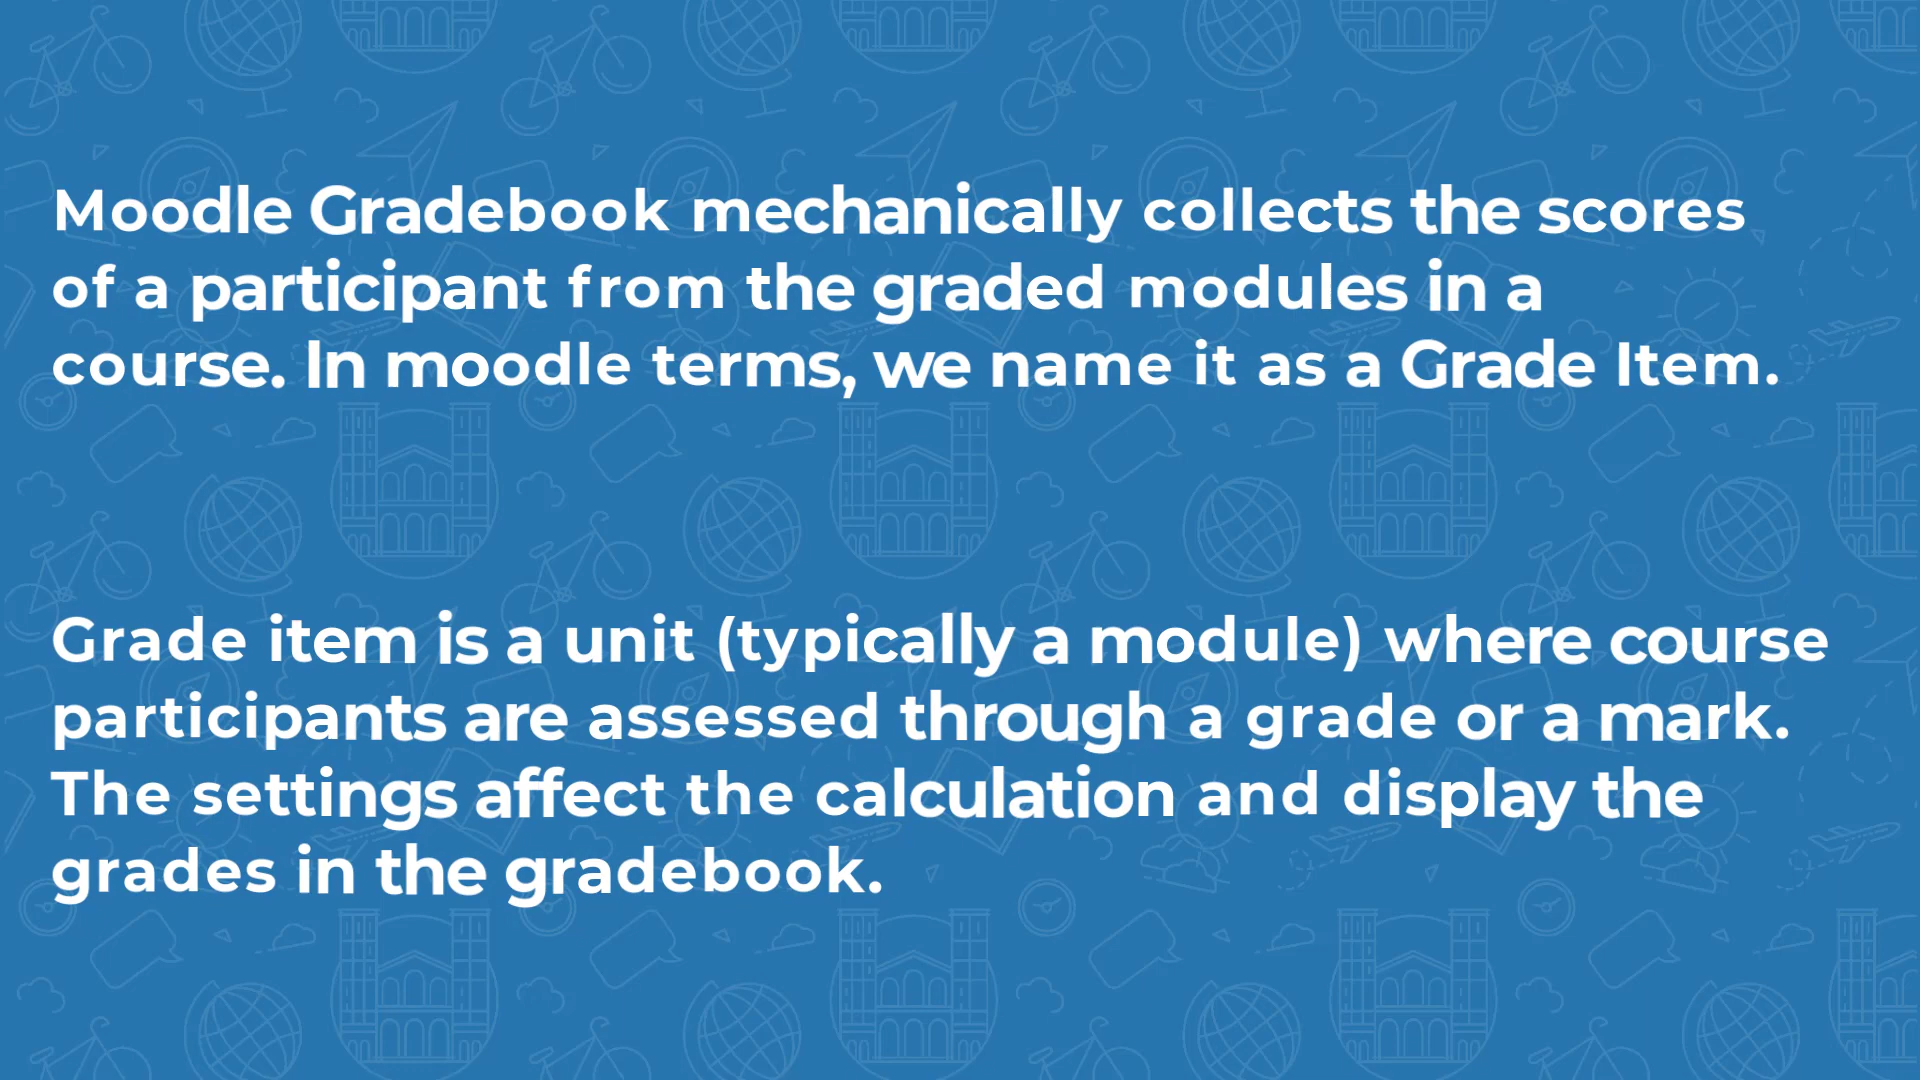 Moodle Gradebook mechanically collects the scores
of a participant from the graded modules in a
course. In moodle terms, we name it as a Grade Item.
Grade item is a unit (typically a module) where course
participants are assessed through a grade or a mark.
The settings affect the calculation and display the
grades in the gradebook.